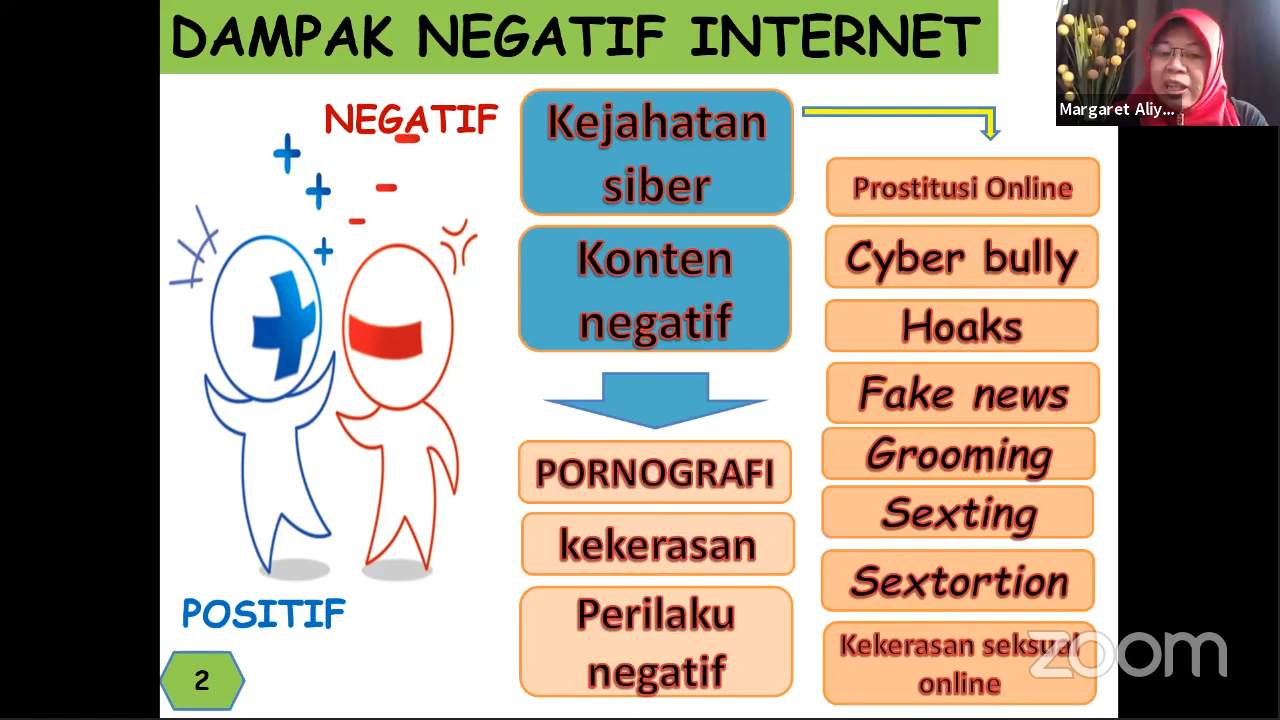 DAMPAK NEGATIF INTERNET
Margaret Aliy...
NEGATIF
Kejahatan
siber
Konten
negatif
PORNOGRAFI
kekerasan
Perilaku
negatif
Prostitusi Online
Cyber bully
Hoaks
Fake news
Grooming
Sexting
Sextortion
Kekerasan seksual
online
POSITIF
2
zoom